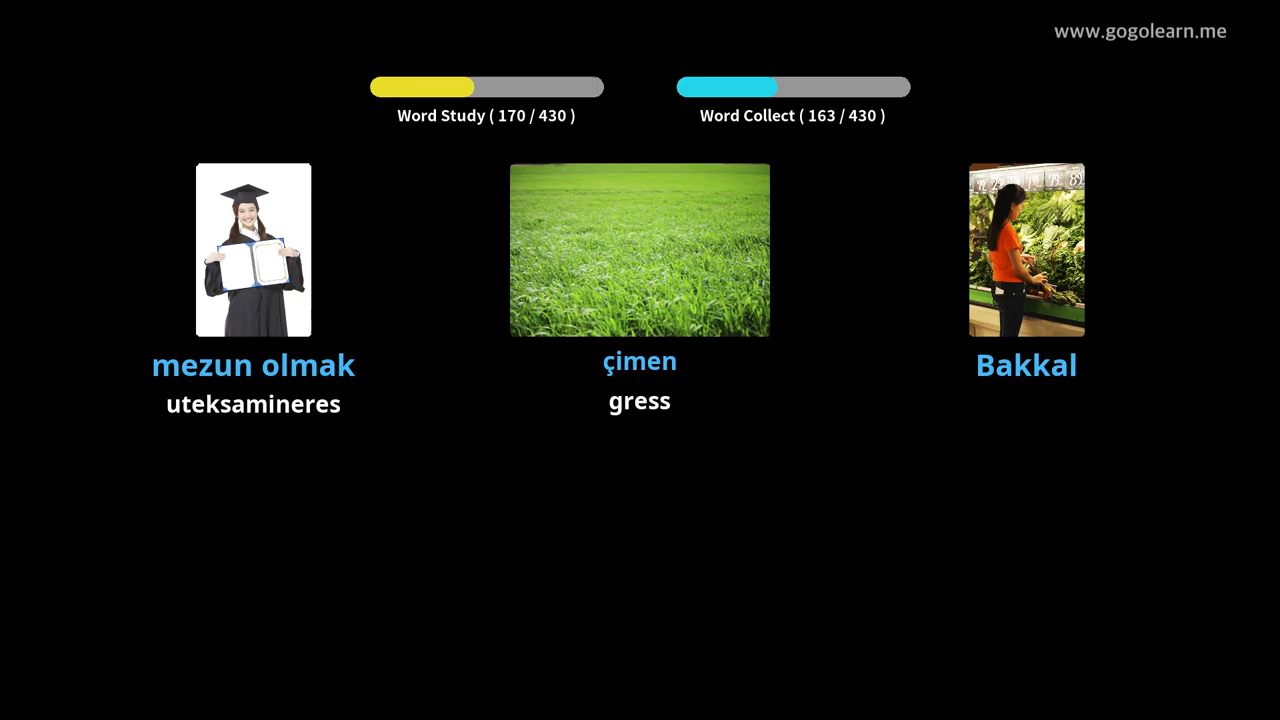 www.gogolearn.me
Word Study ( 170 / 430 )
Word Collect ( 163 / 430 )
mezun olmak
uteksamineres
çimen
gress
Bakkal